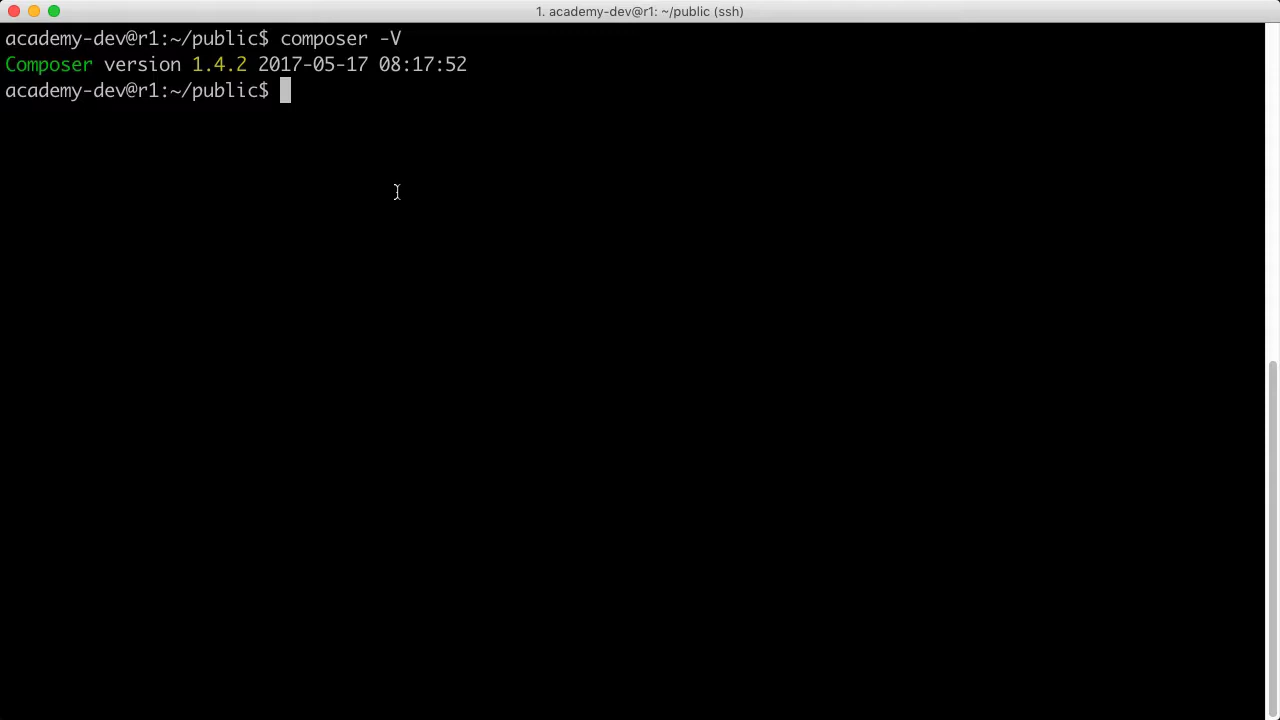 1. academy-dev@r1: ~/public (ssh)
academy-dev@r1:~/public$ composer -V
Composer version 1.4.2 2017-05-17 08:17:52
academy-dev@r1:~/public$